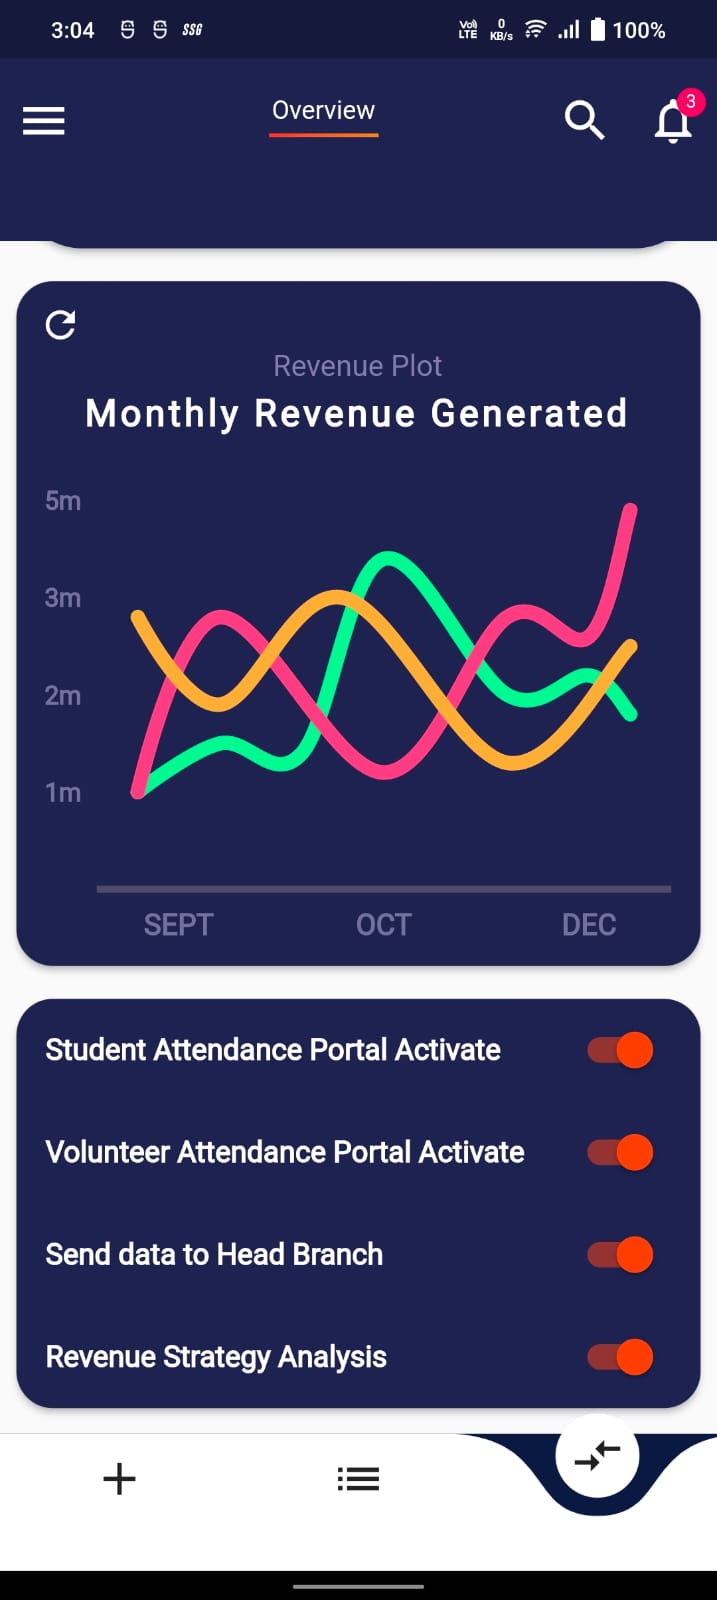 3:04 SSG Vo) LTE 0 KB/s 100%
Overview
3
Revenue Plot
Monthly Revenue Generated
5m
3m
2m
1m
SEPT OCT DEC
Student Attendance Portal Activate
Volunteer Attendance Portal Activate
Send data to Head Branch
Revenue Strategy Analysis